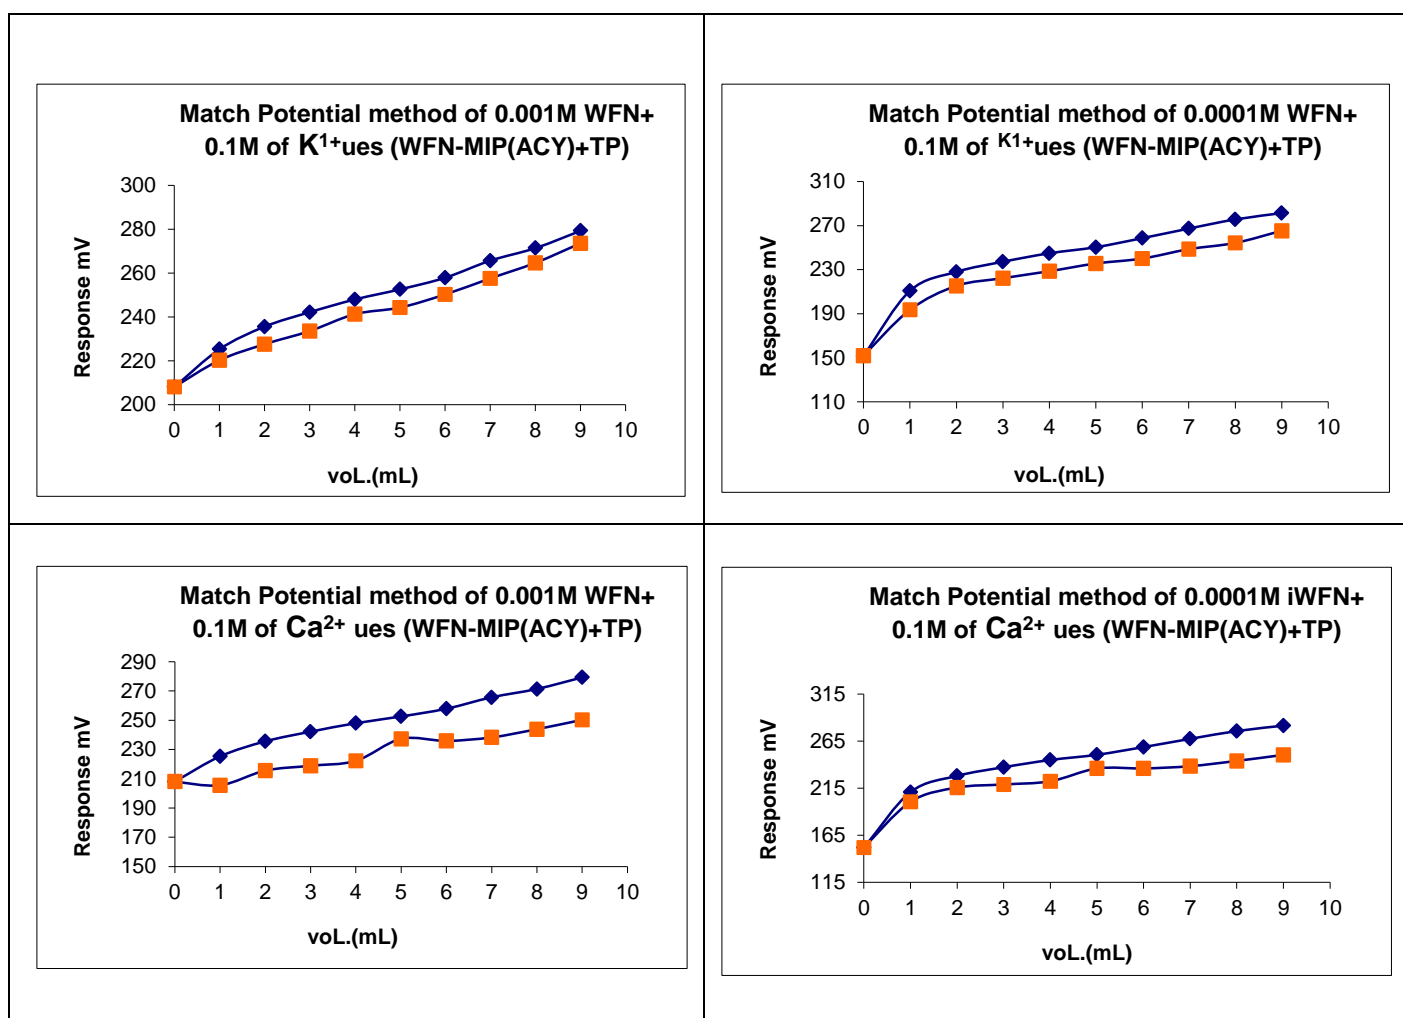 Match Potential method of 0.001M WFN+
0.1M of K1+ues (WFN-MIP(ACY)+TP)
300
280
260
240
220
200
Response mV
0 1 2 3 4 5 6 7 8 9 10
voL.(mL)
Match Potential method of 0.0001M WFN+
0.1M of K1+ues (WFN-MIP(ACY)+TP)
310
270
230
190
150
110
Response mV
0 1 2 3 4 5 6 7 8 9 10
voL.(mL)
Match Potential method of 0.001M WFN+
0.1M of Ca2+ ues (WFN-MIP(ACY)+TP)
290
270
250
230
210
190
170
150
Response mV
0 1 2 3 4 5 6 7 8 9 10
voL.(mL)
Match Potential method of 0.0001M iWFN+
0.1M of Ca2+ ues (WFN-MIP(ACY)+TP)
315
265
215
165
115
Response mV
0 1 2 3 4 5 6 7 8 9 10
voL.(mL)